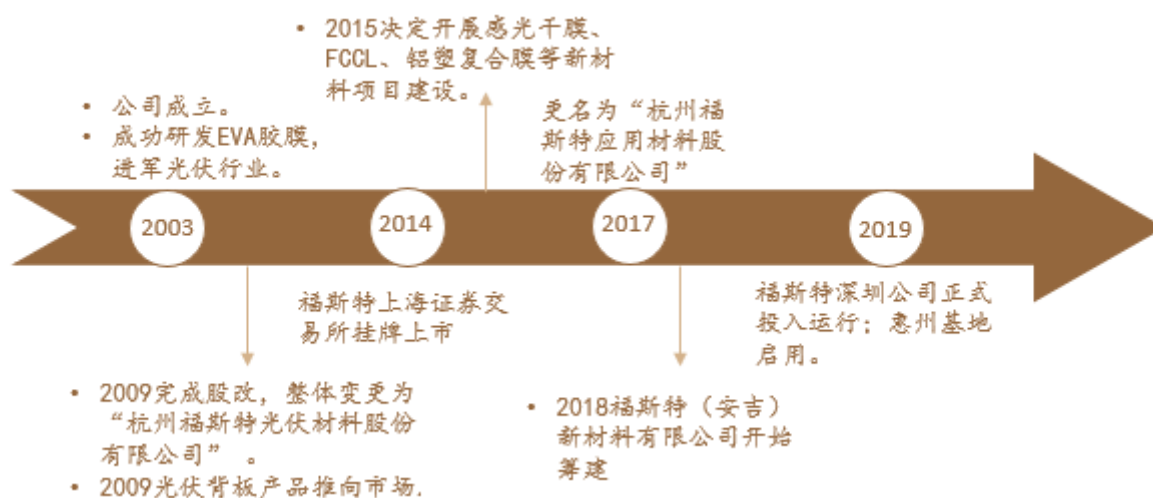 • 2015决定开展感光干膜、
FCCL、铝塑复合膜等新材
料项目建设。
• 公司成立。
• 成功研发EVA胶膜，
进军光伏行业。
更名为“杭州福
斯特应用材料股
份有限公司”
2003
2014
2017
2019
福斯特上海证券交
易所挂牌上市
福斯特深圳公司正式
投入运行；惠州基地
启用。
• 2009完成股改，整体变更为
“杭州福斯特光伏材料股份
有限公司” 。
• 2009光伏背板产品推向市场.
• 2018福斯特（安吉）
新材料有限公司开始
筹建